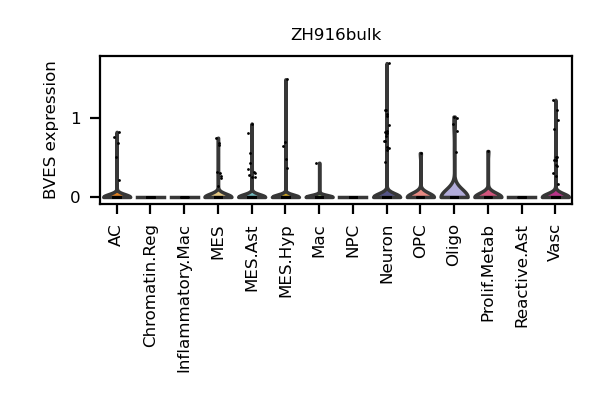 ZH916bulk
BVES expression
1
0
AC
Chromatin.Reg
Inflammatory.Mac
MES
MES.Ast
MES.Hyp
Mac
NPC
Neuron
OPC
Oligo
Prolif.Metab
Reactive.Ast
Vasc